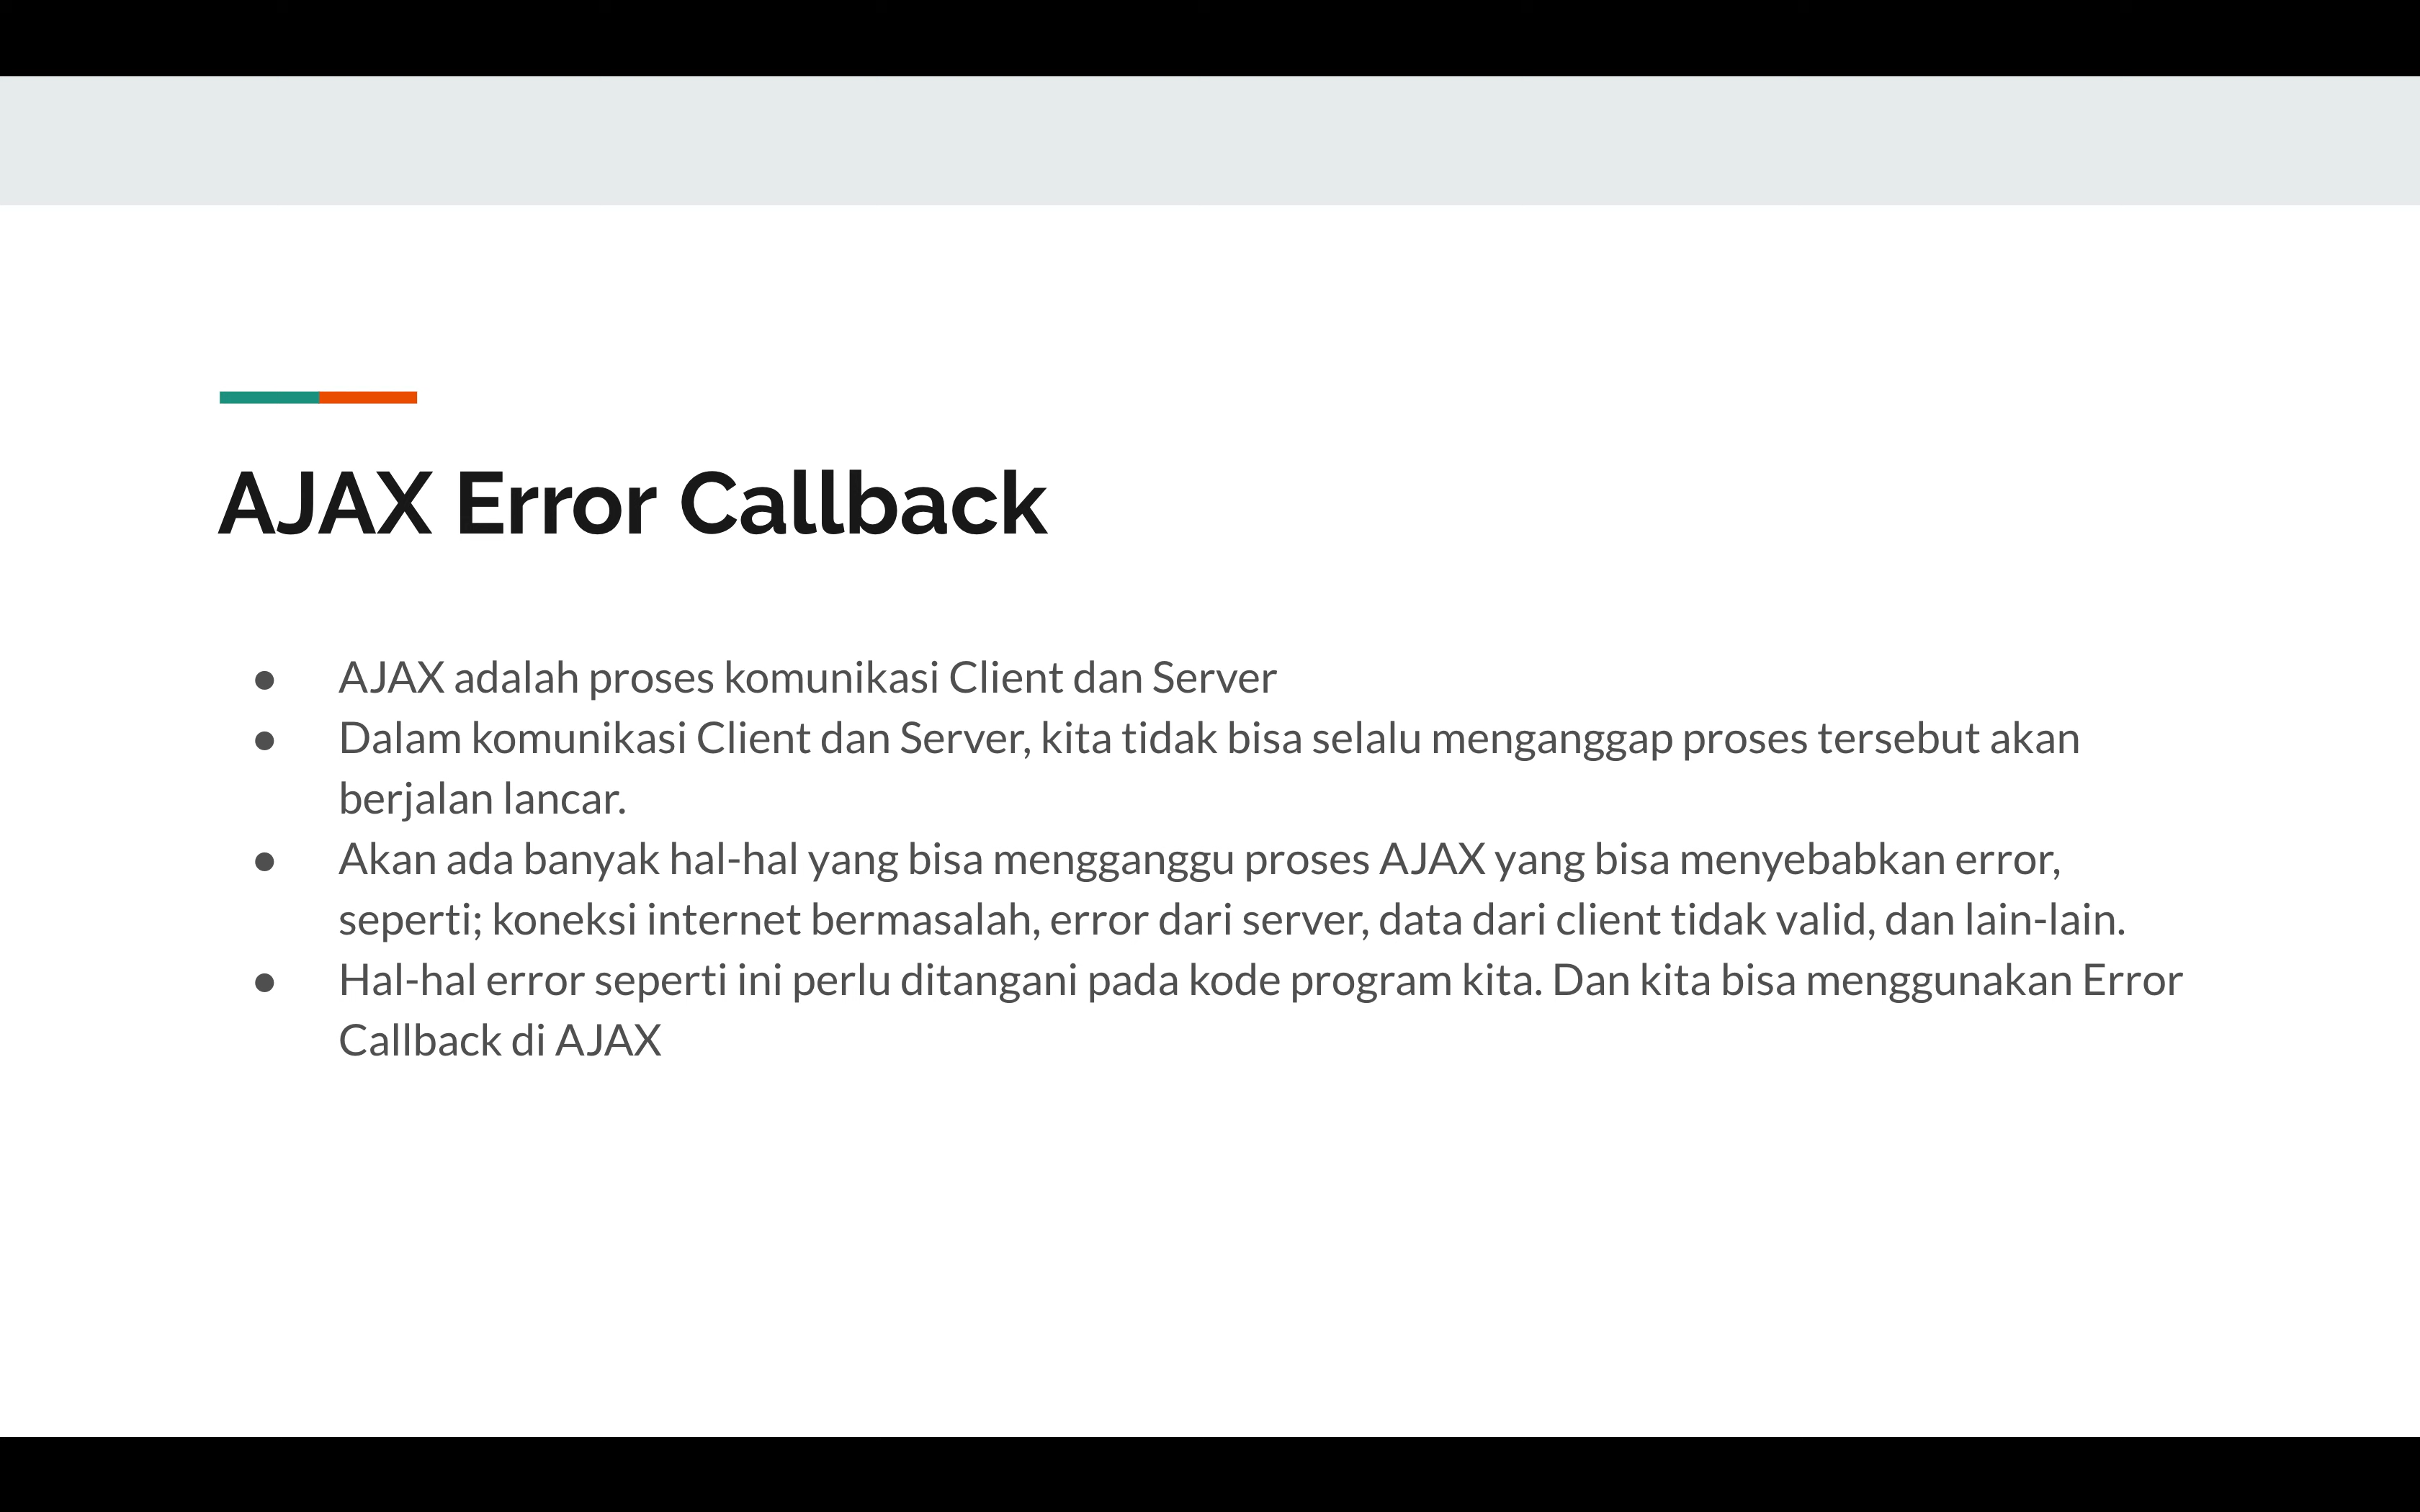 AJAX Error Callback
● AJAX adalah proses komunikasi Client dan Server
● Dalam komunikasi Client dan Server, kita tidak bisa selalu menganggap proses tersebut akan
berjalan lancar.
● Akan ada banyak hal-hal yang bisa mengganggu proses AJAX yang bisa menyebabkan error,
seperti; koneksi internet bermasalah, error dari server, data dari client tidak valid, dan lain-lain.
● Hal-hal error seperti ini perlu ditangani pada kode program kita. Dan kita bisa menggunakan Error
Callback di AJAX